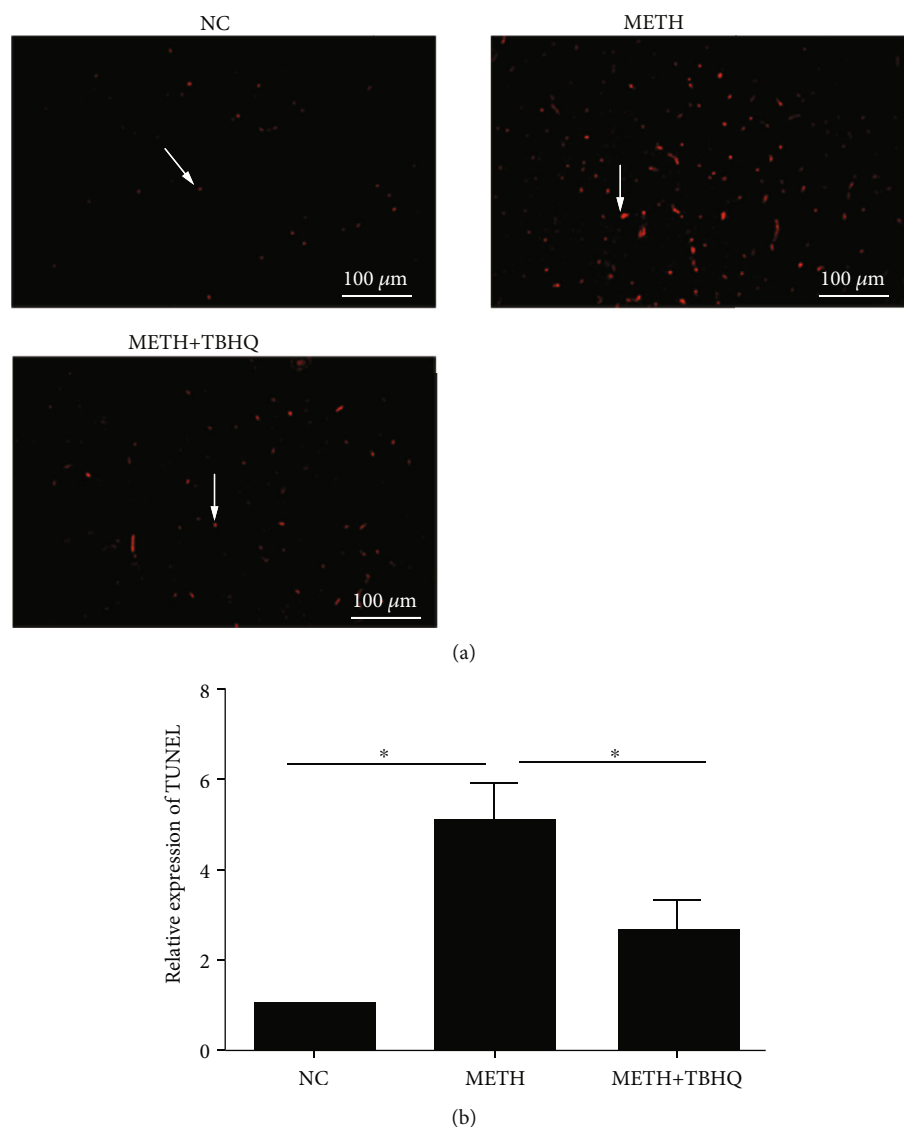 NC
METH
100 μm
100 μm
METH+TBHQ
100 μm
(a)
Relative expression of TUNEL
8
6
4
2
0
*
*
NC
METH
METH+TBHQ
(b)